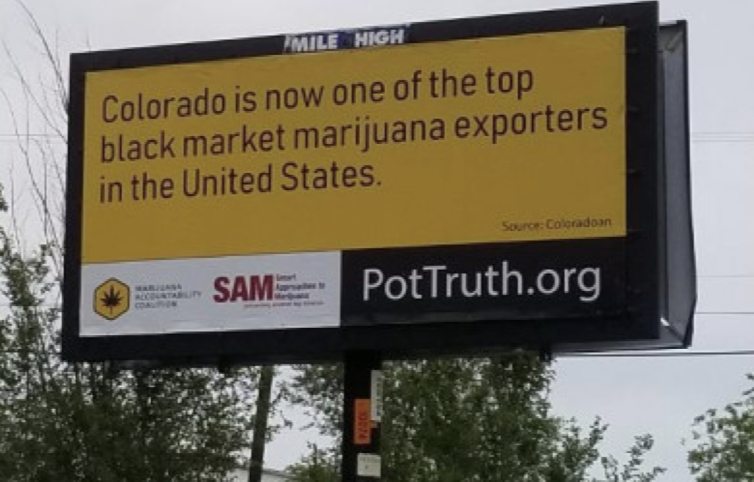 MILE HIGH
Colorado is now one of the top
black market marijuana exporters
in the United States.
Source: Coloradoan
MARIJUANA
ACCOUNTABILITY
COALITION
SAM
Smart
Approaches to
Marijuana
PotTruth.org